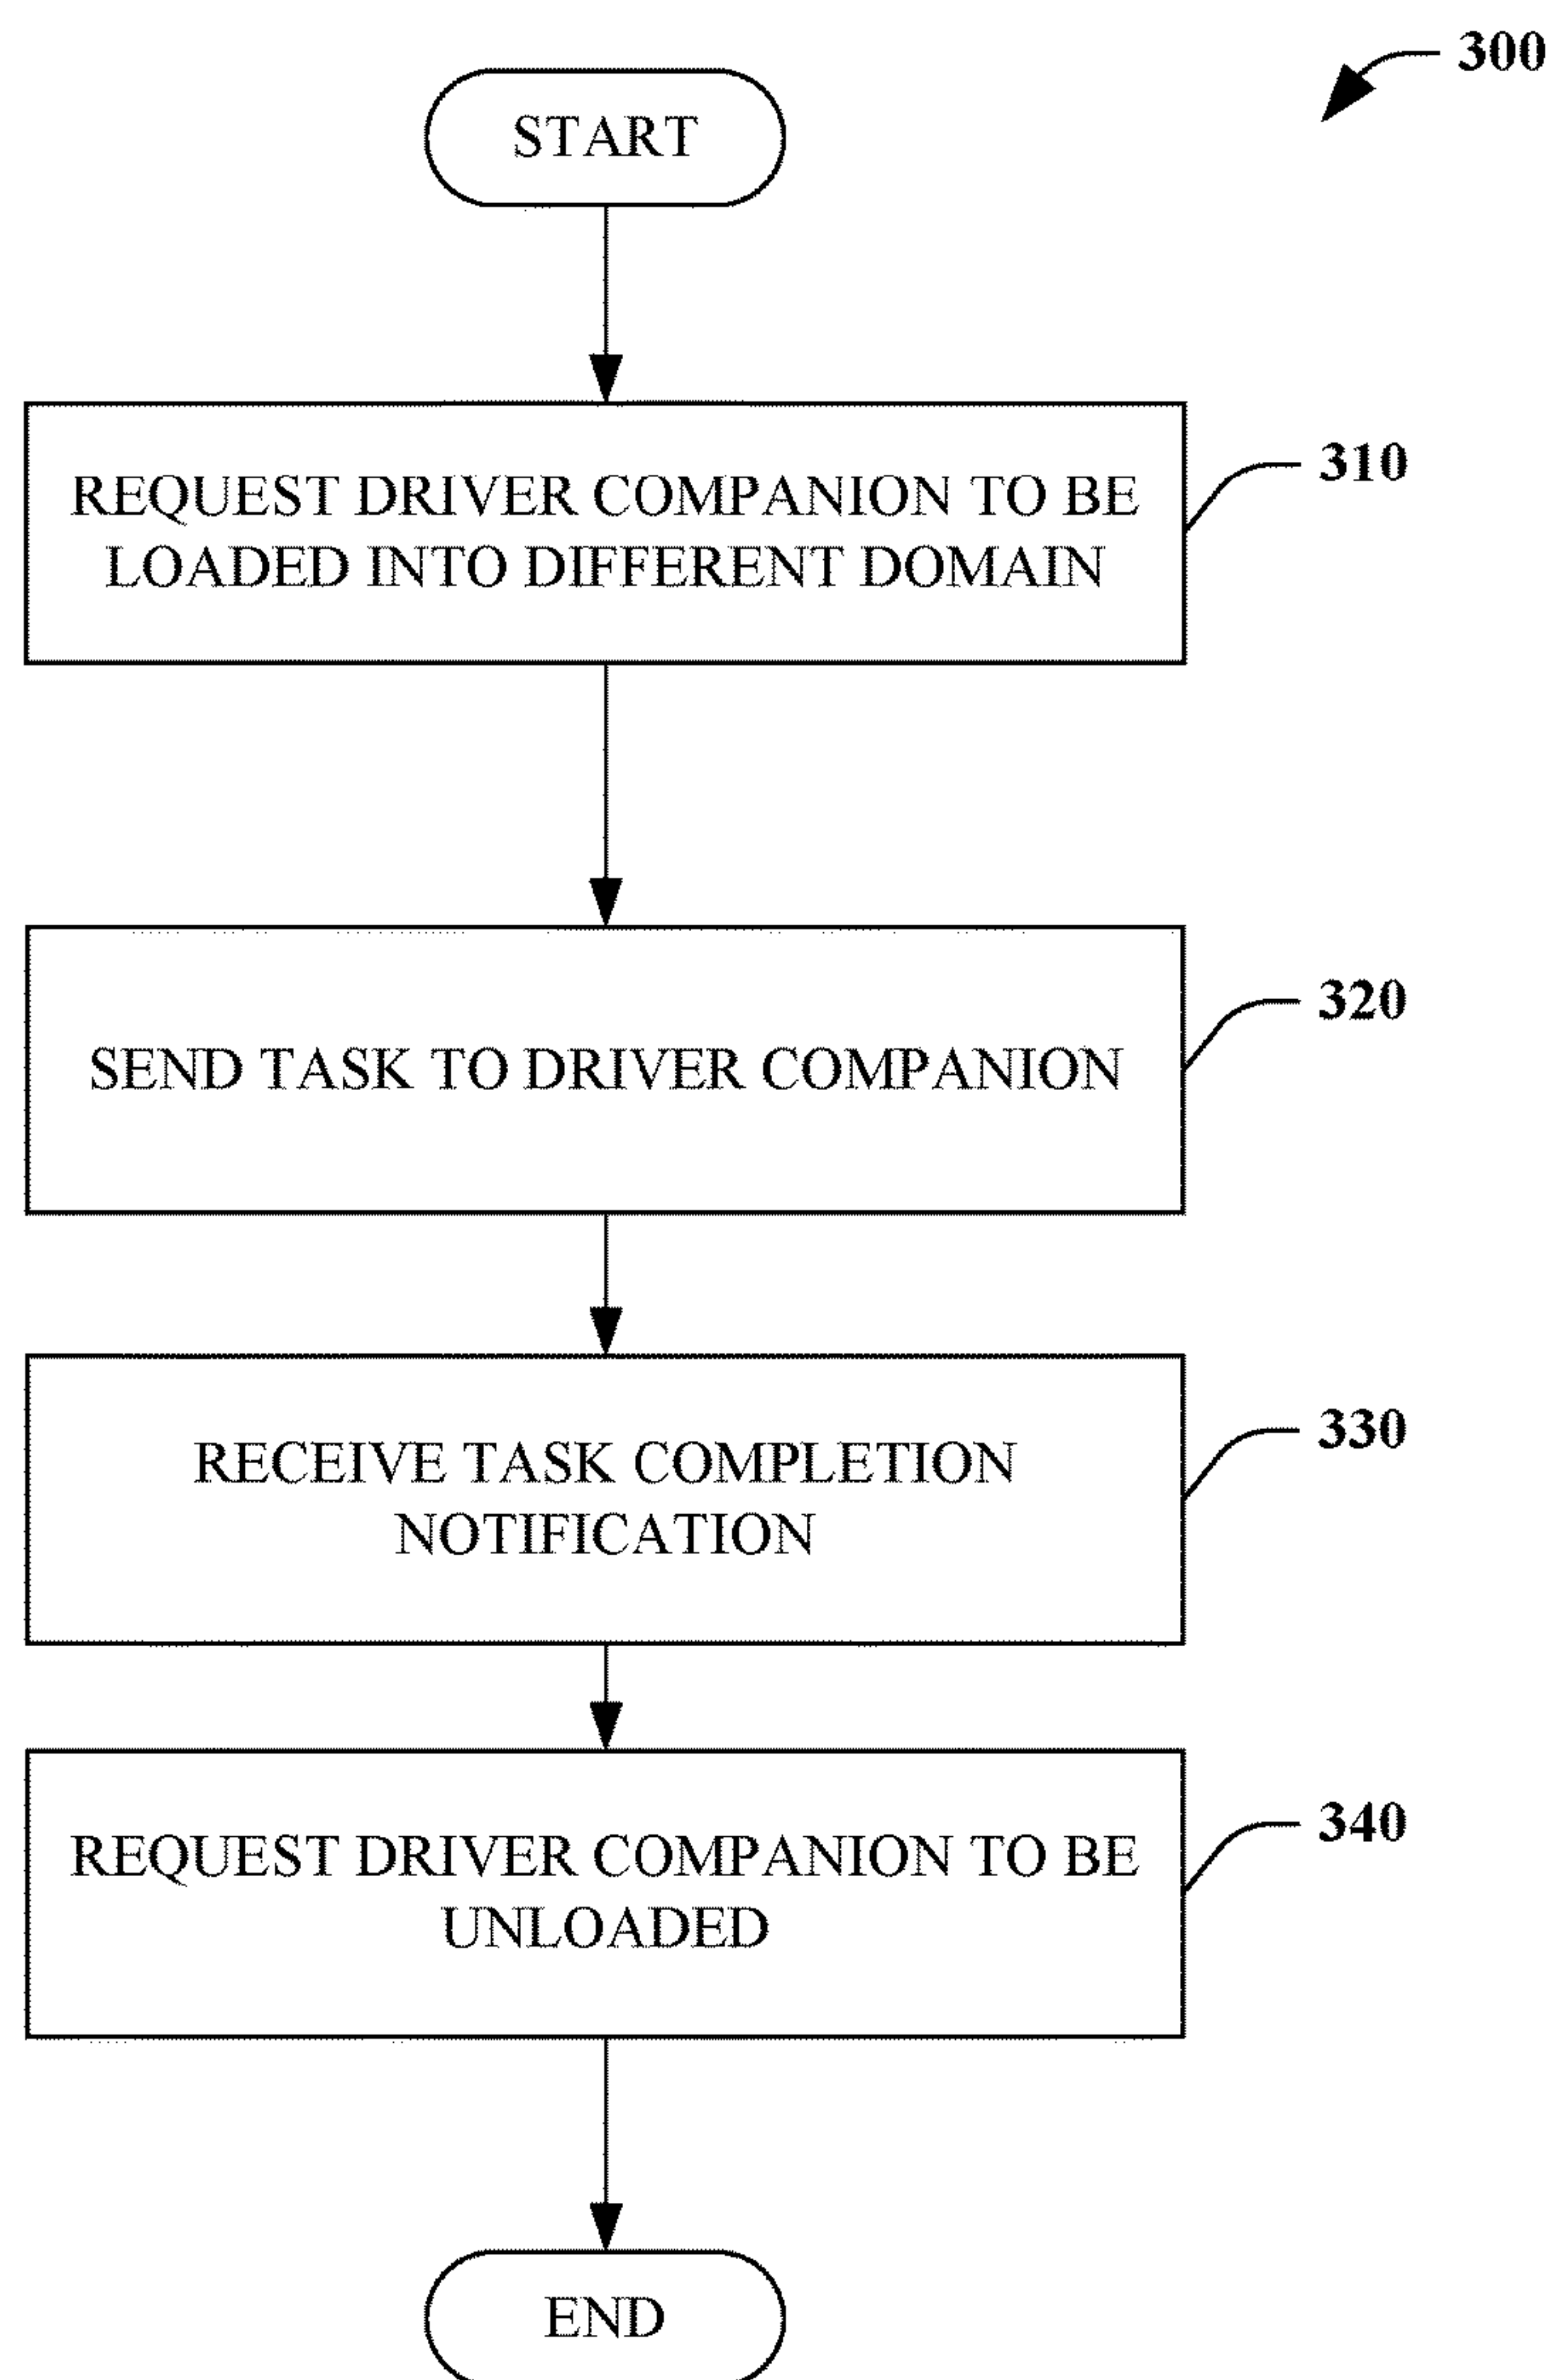 300
START
REQUEST DRIVER COMPANION TO BE
LOADED INTO DIFFERENT DOMAIN
310
SEND TASK TO DRIVER COMPANION
320
RECEIVE TASK COMPLETION
NOTIFICATION
330
REQUEST DRIVER COMPANION TO BE
UNLOADED
340
END